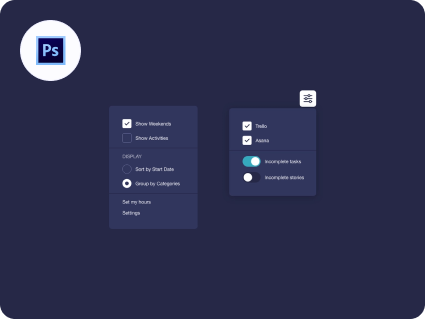 Ps
Show Weekends
Show Activities
DISPLAY
Sort by Start Date
Group by Categories
Set my hours
Settings
Trello
Asana
Incomplete tasks
Incomplete stories